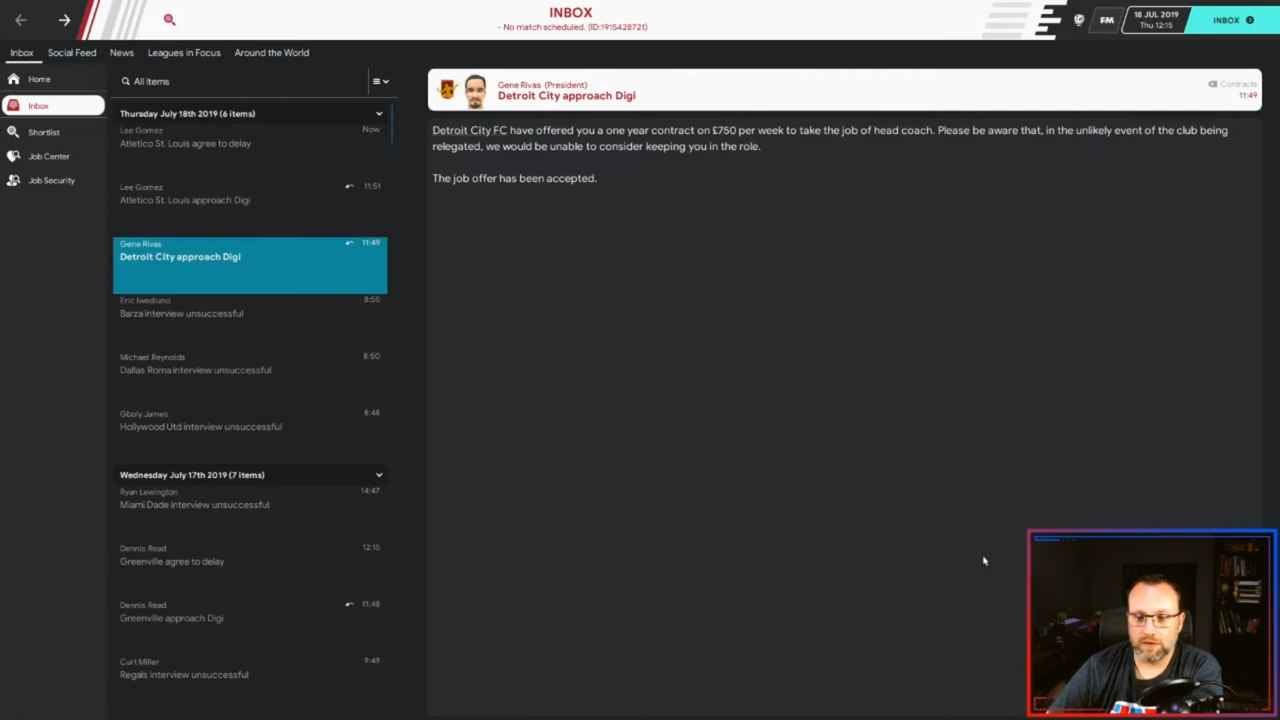 INBOX
- No match scheduled. (ID:1915428721)
FM
18 JUL 2019
Thu 12:15
INBOX
Inbox
Social Feed
News
Leagues in Focus
Around the World
Home
Inbox
Shortlist
Job Center
Job Security
All Items
Thursday July 18th 2019 (6 items)
Lee Gomez Now
Atletico St. Louis agree to delay
Lee Gomez 11:51
Atletico St. Louis approach Digi
Gene Rivas 11:49
Detroit City approach Digi
Eric Iwediuno 8:55
Barza interview unsuccessful
Michael Reynolds 8:50
Dallas Roma interview unsuccessful
Gboly James 8:48
Hollywood Utd interview unsuccessful
Wednesday July 17th 2019 (7 items)
Ryan Lewington 14:47
Miami Dade interview unsuccessful
Dennis Read 12:15
Greenville agree to delay
Dennis Read 11:48
Greenville approach Digi
Curt Miller 9:49
Regals interview unsuccessful
Gene Rivas (President)
Detroit City approach Digi
Contracts
11:49
Detroit City FC have offered you a one year contract on £750 per week to take the job of head coach. Please be aware that, in the unlikely event of the club being
relegated, we would be unable to consider keeping you in the role.
The job offer has been accepted.